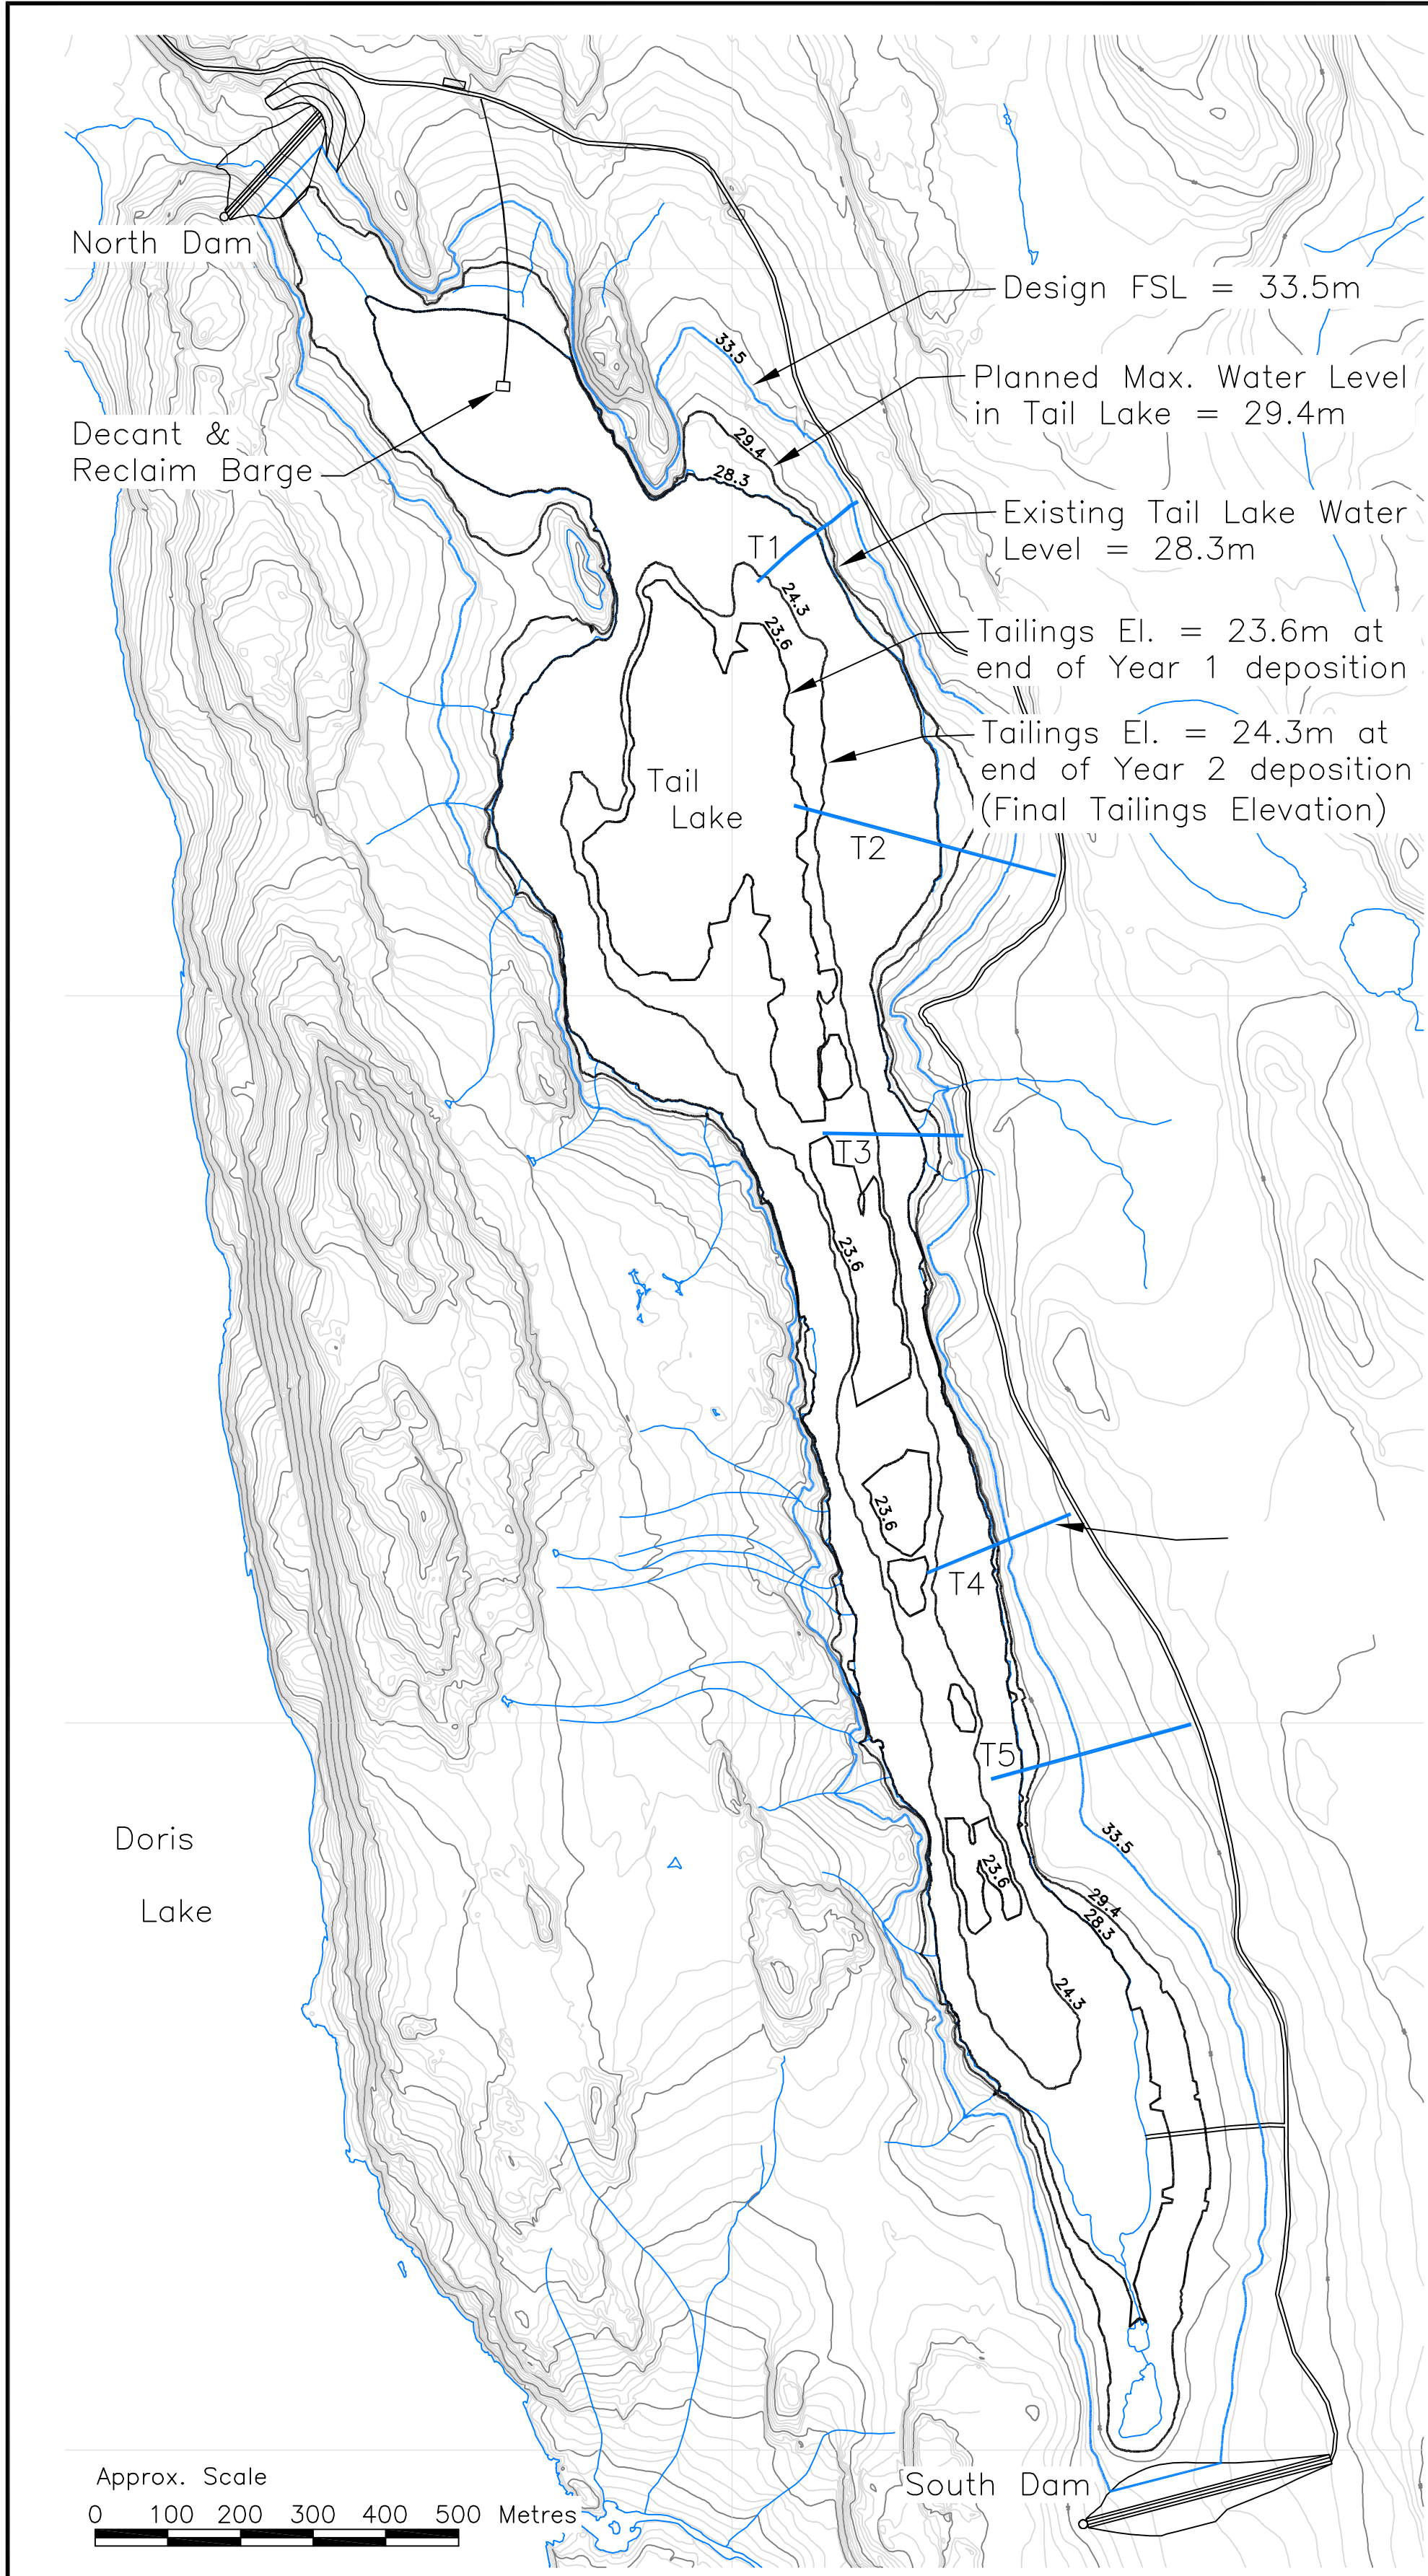 North Dam
Design FSL = 33.5m
33.5
Planned Max. Water Level
in Tail Lake = 29.4m
Decant &
Reclaim Barge
29.4
28.3
Existing Tail Lake Water
Level = 28.3m
T1
24.3
23.6
Tailings El. = 23.6m at
end of Year 1 deposition
Tailings El. = 24.3m at
end of Year 2 deposition
(Final Tailings Elevation)
Tail
Lake
T2
T3
23.6
23.6
T4
T5
33.5
Doris
Lake
23.6
29.4
28.3
24.3
South Dam
Approx. Scale
0 100 200 300 400 500 Metres